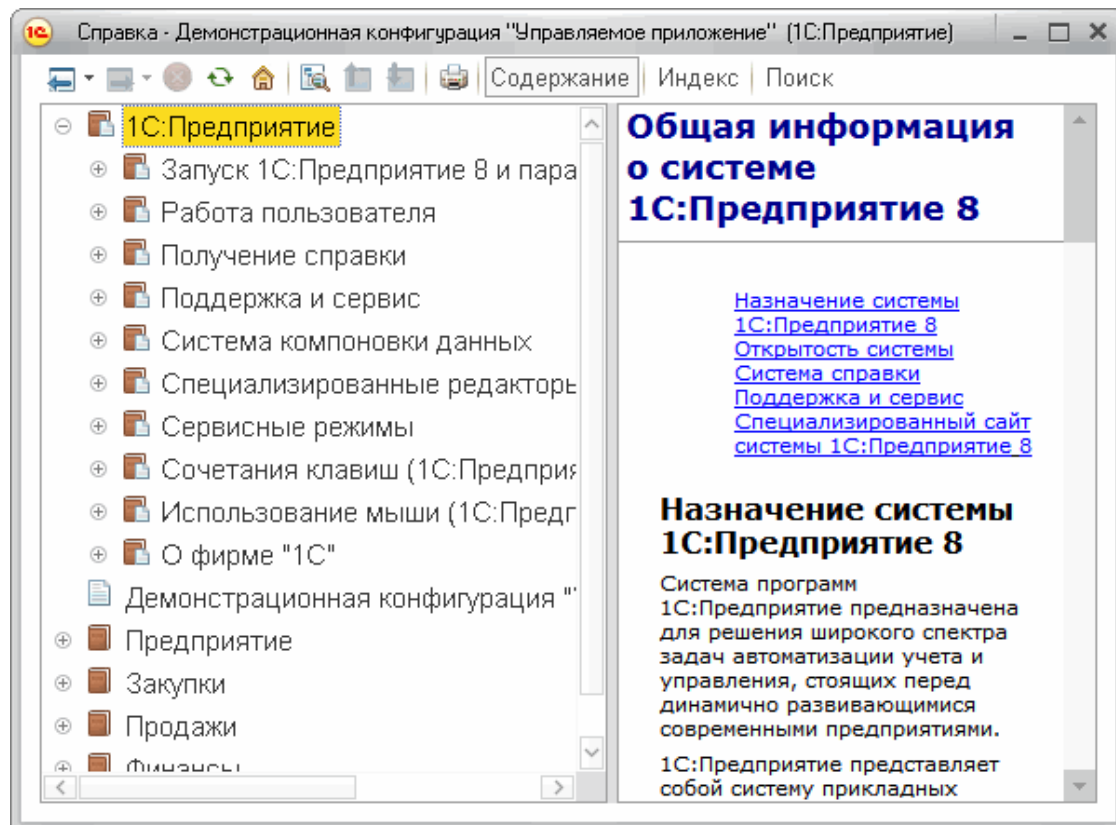 1С Справка - Демонстрационная конфигурация "Управляемое приложение" (1С:Предприятие)
Содержание Индекс Поиск
1С:Предприятие
Запуск 1С:Предприятие 8 и пара
Работа пользователя
Получение справки
Поддержка и сервис
Система компоновки данных
Специализированные редакторы
Сервисные режимы
Сочетания клавиш (1С:Предприя
Использование мыши (1С:Предп
О фирме "1С"
Демонстрационная конфигурация "
Предприятие
Закупки
Продажи
Финансы
Общая информация
о системе
1С:Предприятие 8
Назначение системы
1С:Предприятие 8
Открытость системы
Система справки
Поддержка и сервис
Специализированный сайт
системы 1С:Предприятие 8
Назначение системы
1С:Предприятие 8
Система программ
1С:Предприятие предназначена
для решения широкого спектра
задач автоматизации учета и
управления, стоящих перед
динамично развивающимися
современными предприятиями.
1С:Предприятие представляет
собой систему прикладных